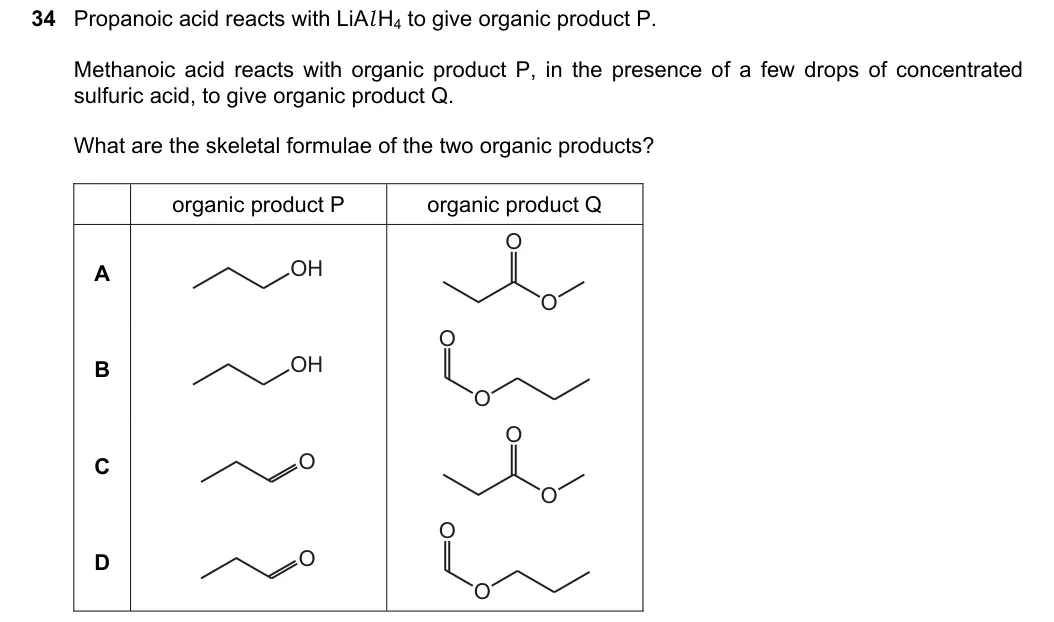 34 Propanoic acid reacts with LiAlH₄ to give organic product P.
Methanoic acid reacts with organic product P, in the presence of a few drops of concentrated
sulfuric acid, to give organic product Q.
What are the skeletal formulae of the two organic products?
organic product P organic product Q
A OH O O
B OH O O
C O O O
D O O O